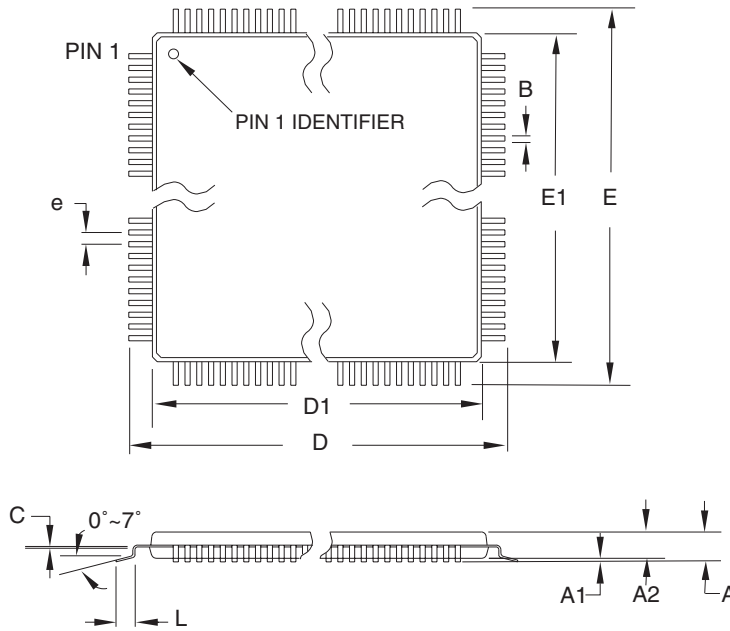 PIN 1
PIN 1 IDENTIFIER
B
e
E1
E
D1
D
C
0°~7°
L
A1
A2
A